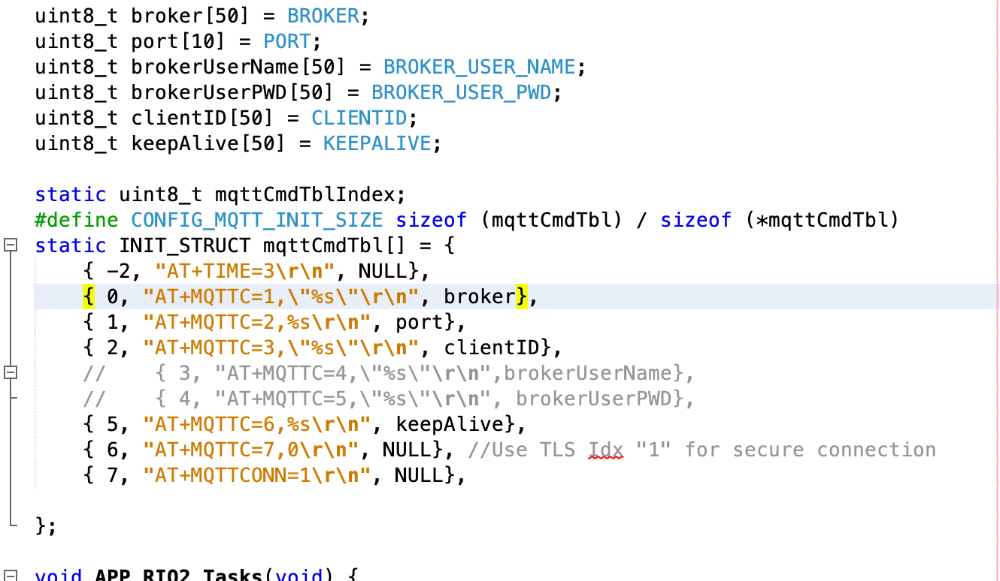 uint8_t broker[50] = BROKER;
uint8_t port[10] = PORT;
uint8_t brokerUserName[50] = BROKER_USER_NAME;
uint8_t brokerUserPWD[50] = BROKER_USER_PWD;
uint8_t clientID[50] = CLIENTID;
uint8_t keepAlive[50] = KEEPALIVE;
static uint8_t mqttCmdTblIndex;
#define CONFIG_MQTT_INIT_SIZE sizeof (mqttCmdTbl) / sizeof (*mqttCmdTbl)
static INIT_STRUCT mqttCmdTbl[] = {
    { -2, "AT+TIME=3\r\n", NULL},
    { 0, "AT+MQTTC=1,\"%s\"\r\n", broker},
    { 1, "AT+MQTTC=2,%s\r\n", port},
    { 2, "AT+MQTTC=3,\"%s\"\r\n", clientID},
    //    { 3, "AT+MQTTC=4,\"%s\"\r\n",brokerUserName},
    //    { 4, "AT+MQTTC=5,\"%s\"\r\n", brokerUserPWD},
    { 5, "AT+MQTTC=6,%s\r\n", keepAlive},
    { 6, "AT+MQTTC=7,0\r\n", NULL}, //Use TLS Idx "1" for secure connection
    { 7, "AT+MQTTCONN=1\r\n", NULL},
};
void APP_RIO2_Tasks(void) {